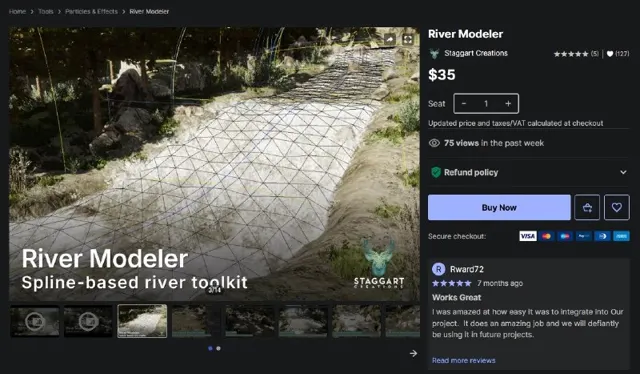 Home > Tools > Particles & Effects > River Modeler
River Modeler
Staggart Creations
(5) | (127)
$35
Seat - 1 +
Updated price and taxes/VAT calculated at checkout
75 views in the past week
Refund policy
Buy Now
Secure checkout:
VISA
R Rward72
7 months ago
Works Great
I was amazed at how easy it was to integrate into Our
project. It does an amazing job and we will defiantly
be using it in future projects.
Read more reviews
River Modeler
Spline-based river toolkit
STAGGART
CREATIONS
3/14